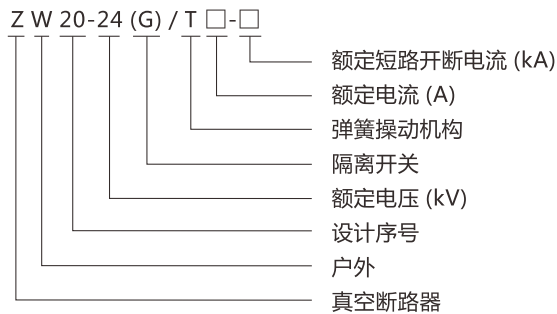 Z W 20-24 (G) / T □-□
额定短路开断电流 (kA)
额定电流 (A)
弹簧操动机构
隔离开关
额定电压 (kV)
设计序号
户外
真空断路器